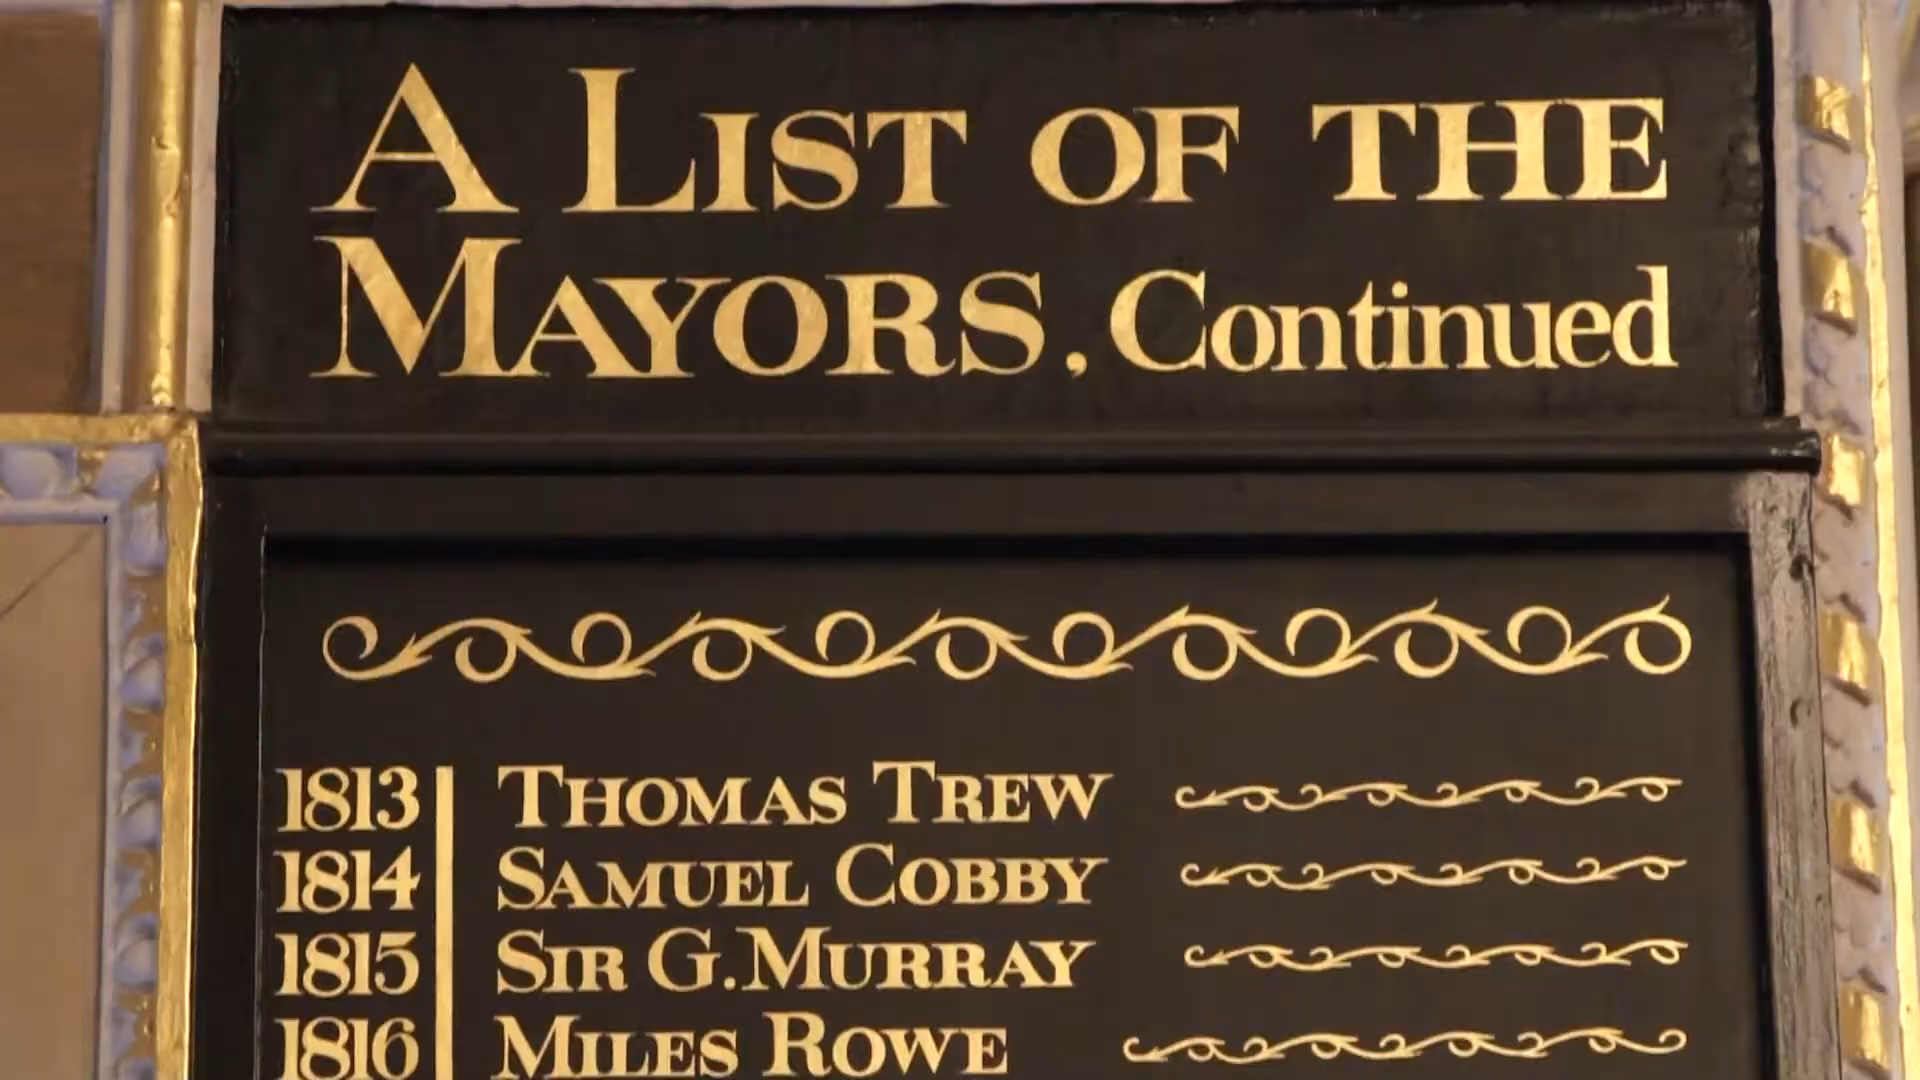 A LIST OF THE
MAYORS, Continued
1813 THOMAS TREW
1814 SAMUEL COBBY
1815 SIR G. MURRAY
1816 MILES ROWE